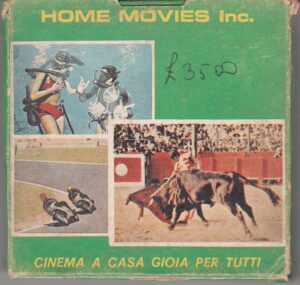 HOME MOVIES Inc.
£3500
CINEMA A CASA GIOIA PER TUTTI